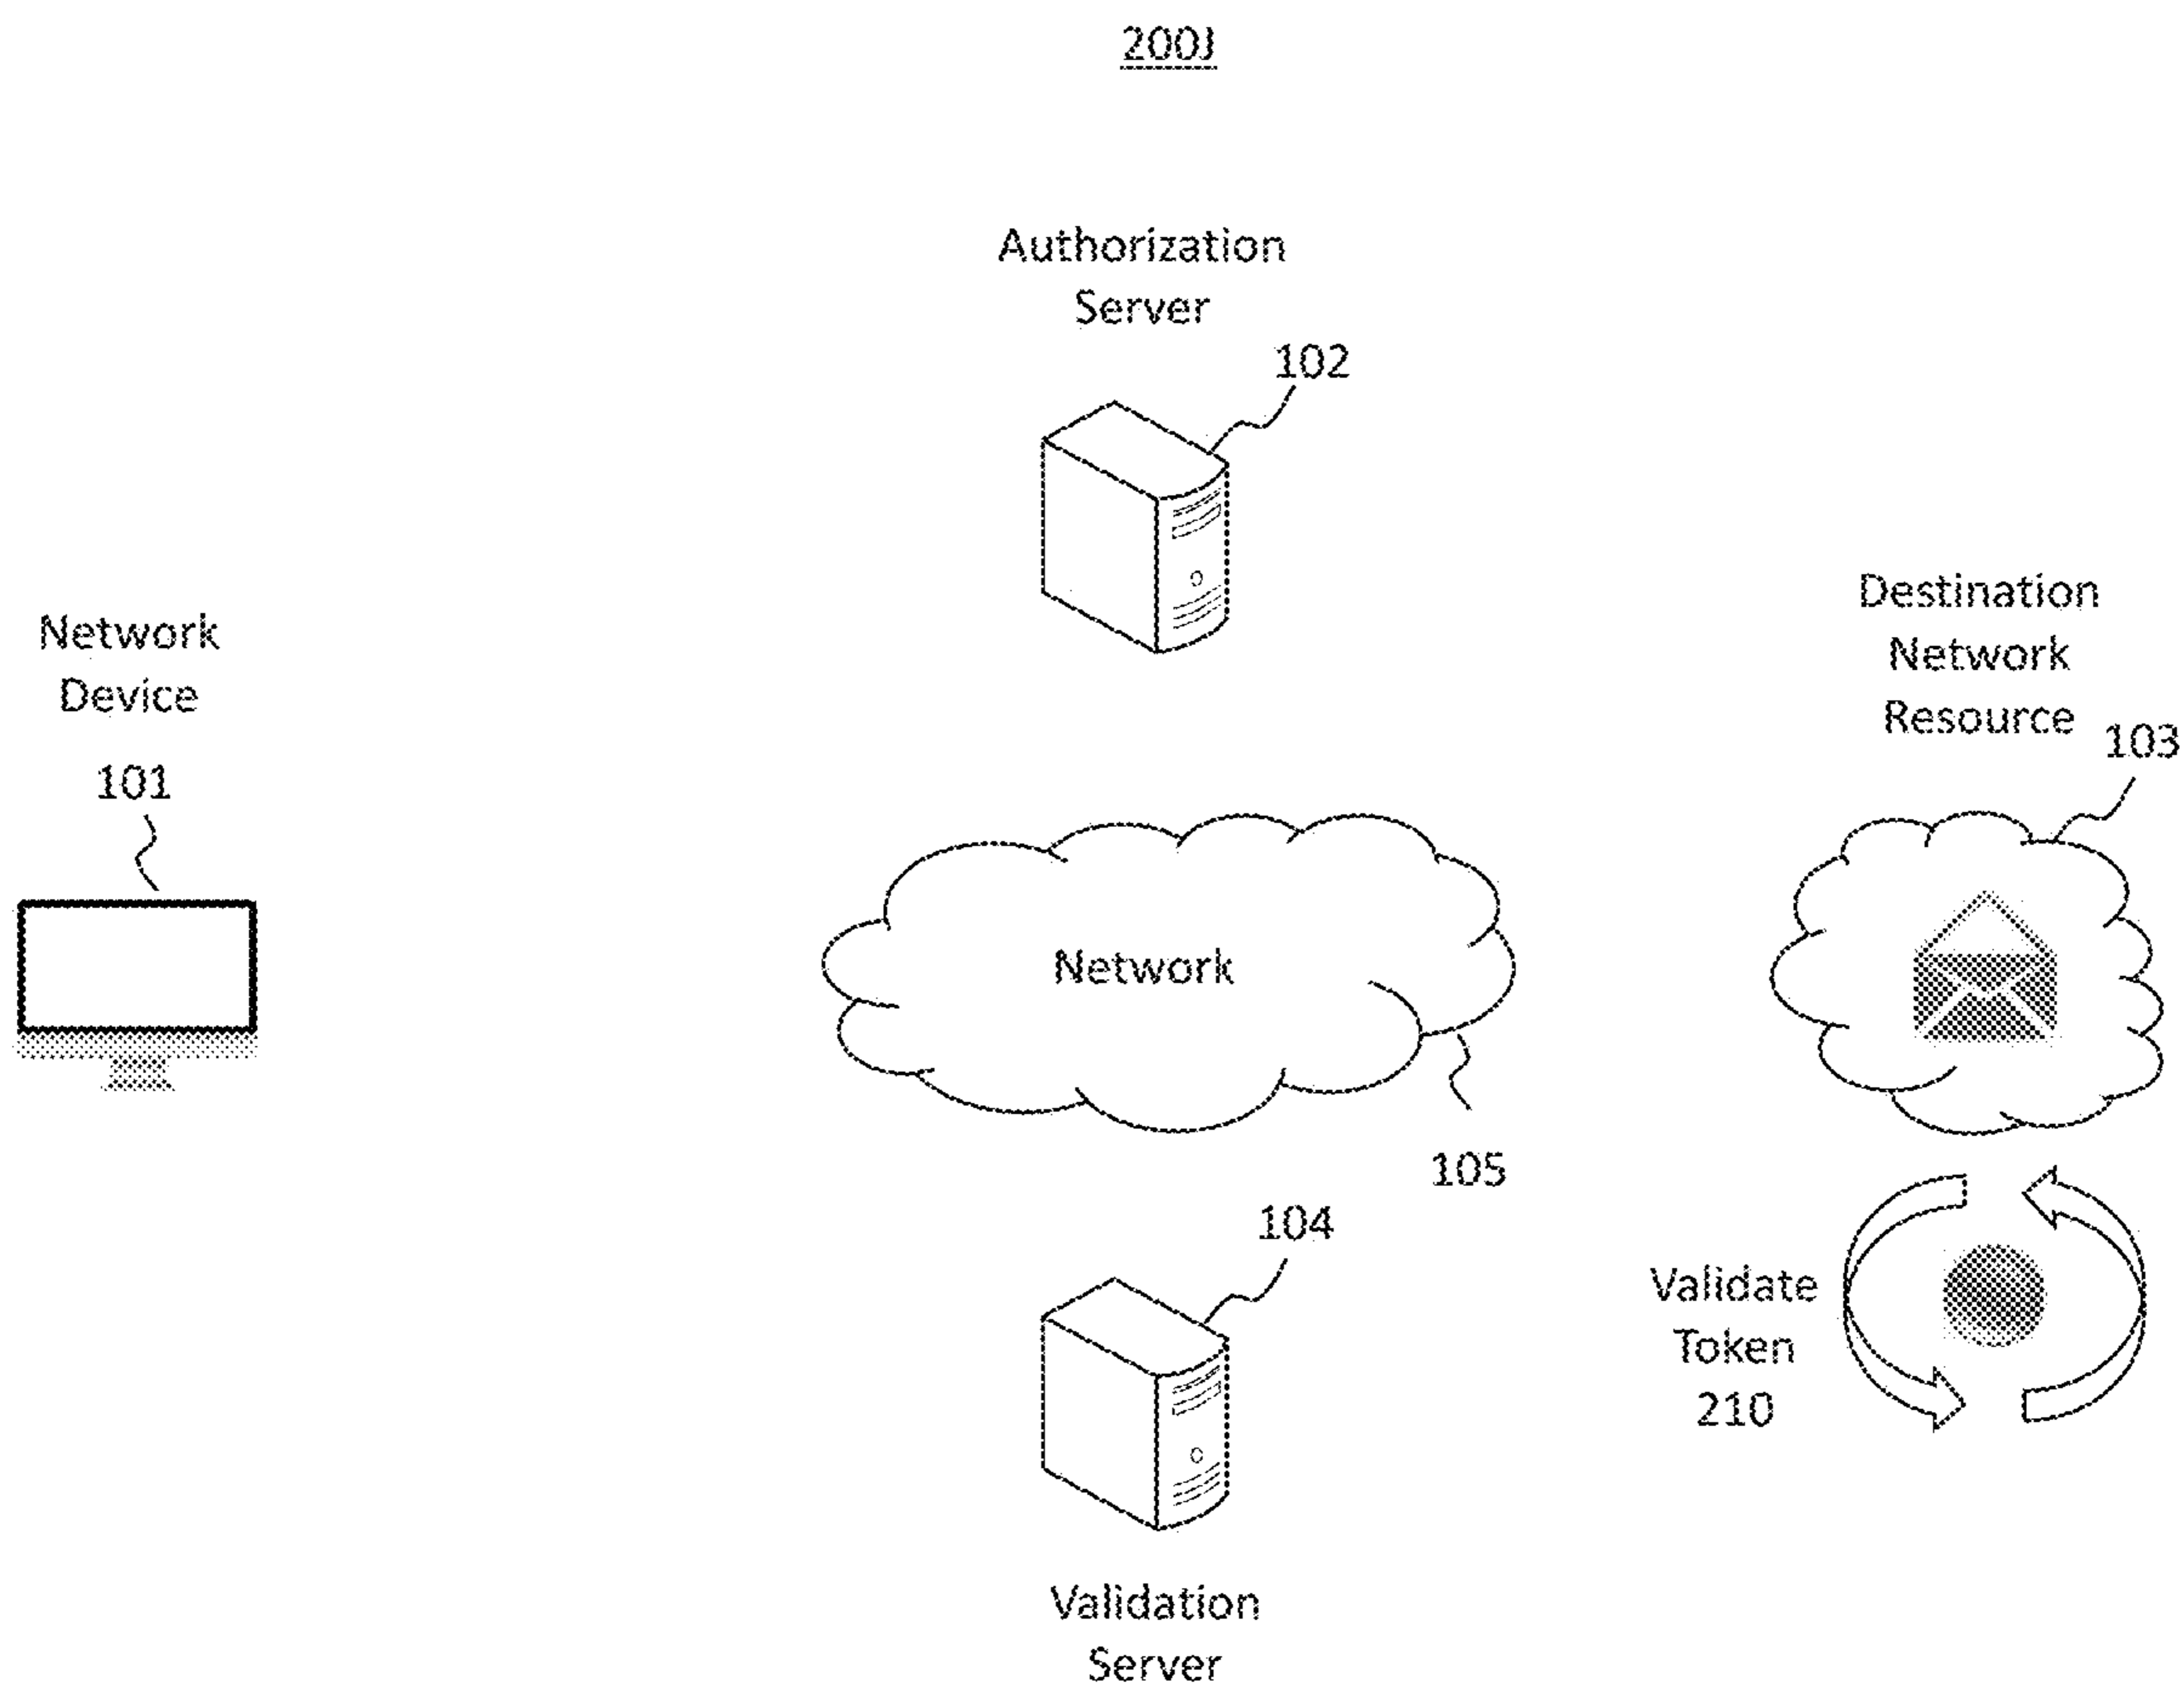 200J
Authorization
Server
102
Network
Device
101
Destination
Network
Resource
103
Network
105
104
Validate
Token
210
Validation
Server